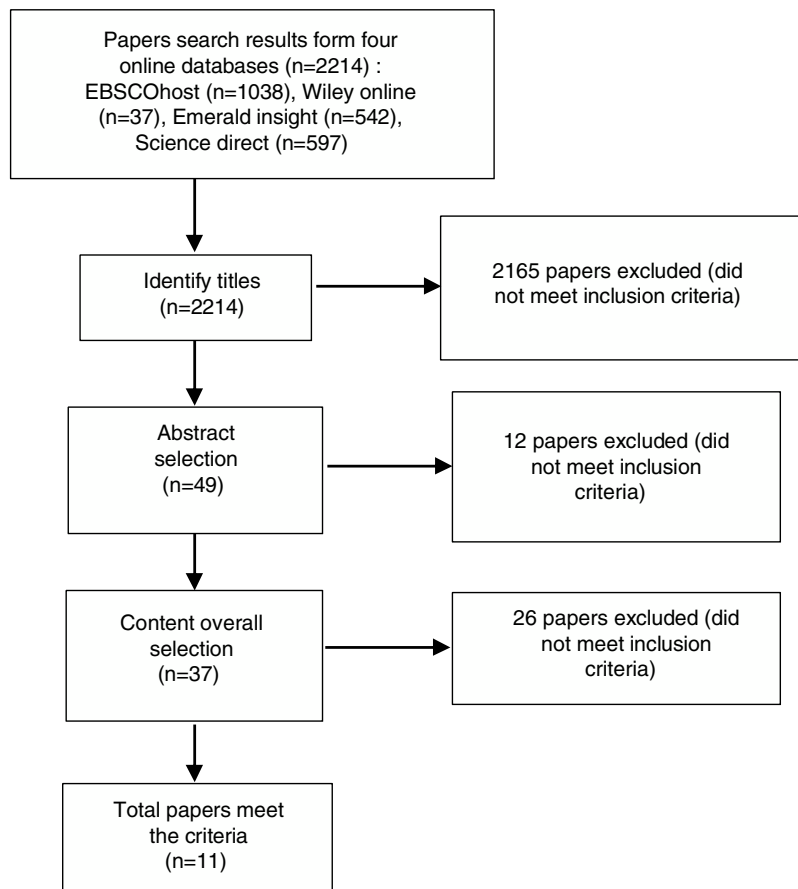 Papers search results form four
online databases (n=2214) :
EBSCOhost (n=1038), Wiley online
(n=37), Emerald insight (n=542),
Science direct (n=597)
Identify titles
(n=2214)
2165 papers excluded (did
not meet inclusion criteria)
Abstract
selection
(n=49)
12 papers excluded (did
not meet inclusion
criteria)
Content overall
selection
(n=37)
26 papers excluded (did
not meet inclusion
criteria)
Total papers meet
the criteria
(n=11)